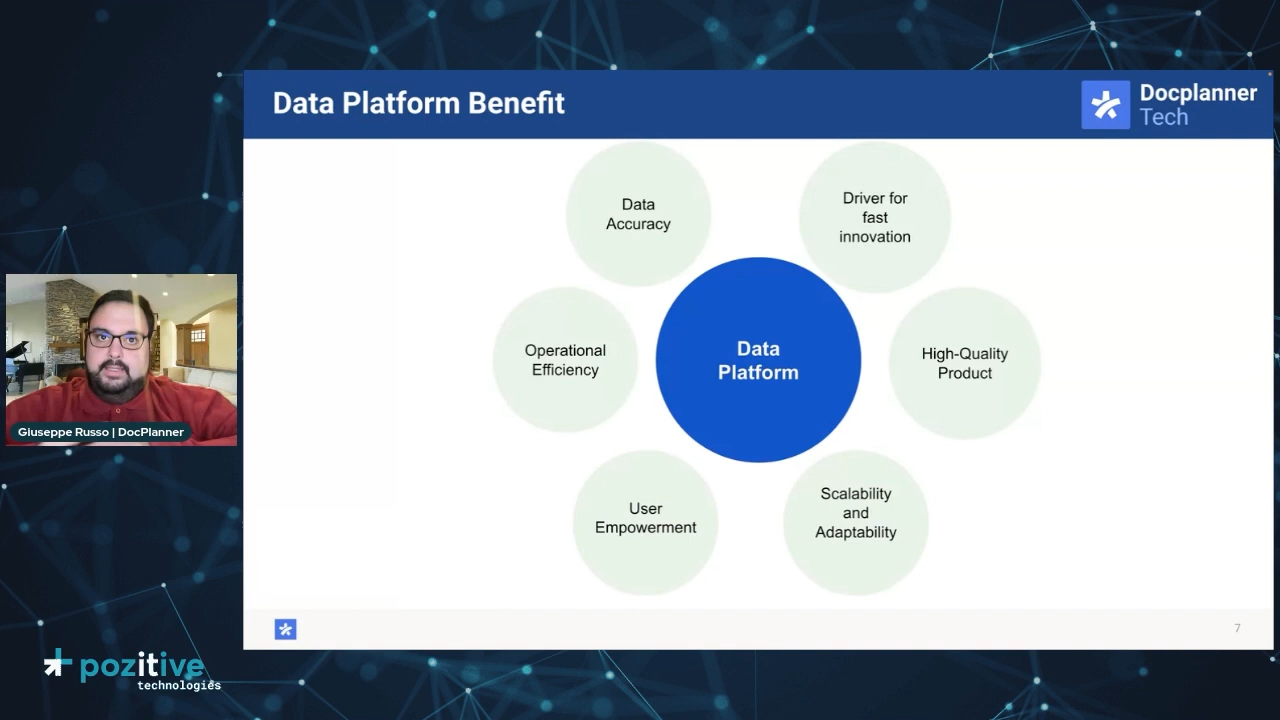 Data Platform Benefit
Docplanner
Tech
Data
Accuracy
Driver for
fast
innovation
Operational
Efficiency
Data
Platform
High-Quality
Product
User
Empowerment
Scalability
and
Adaptability
Giuseppe Russo | DocPlanner
7
pozitive
technologies